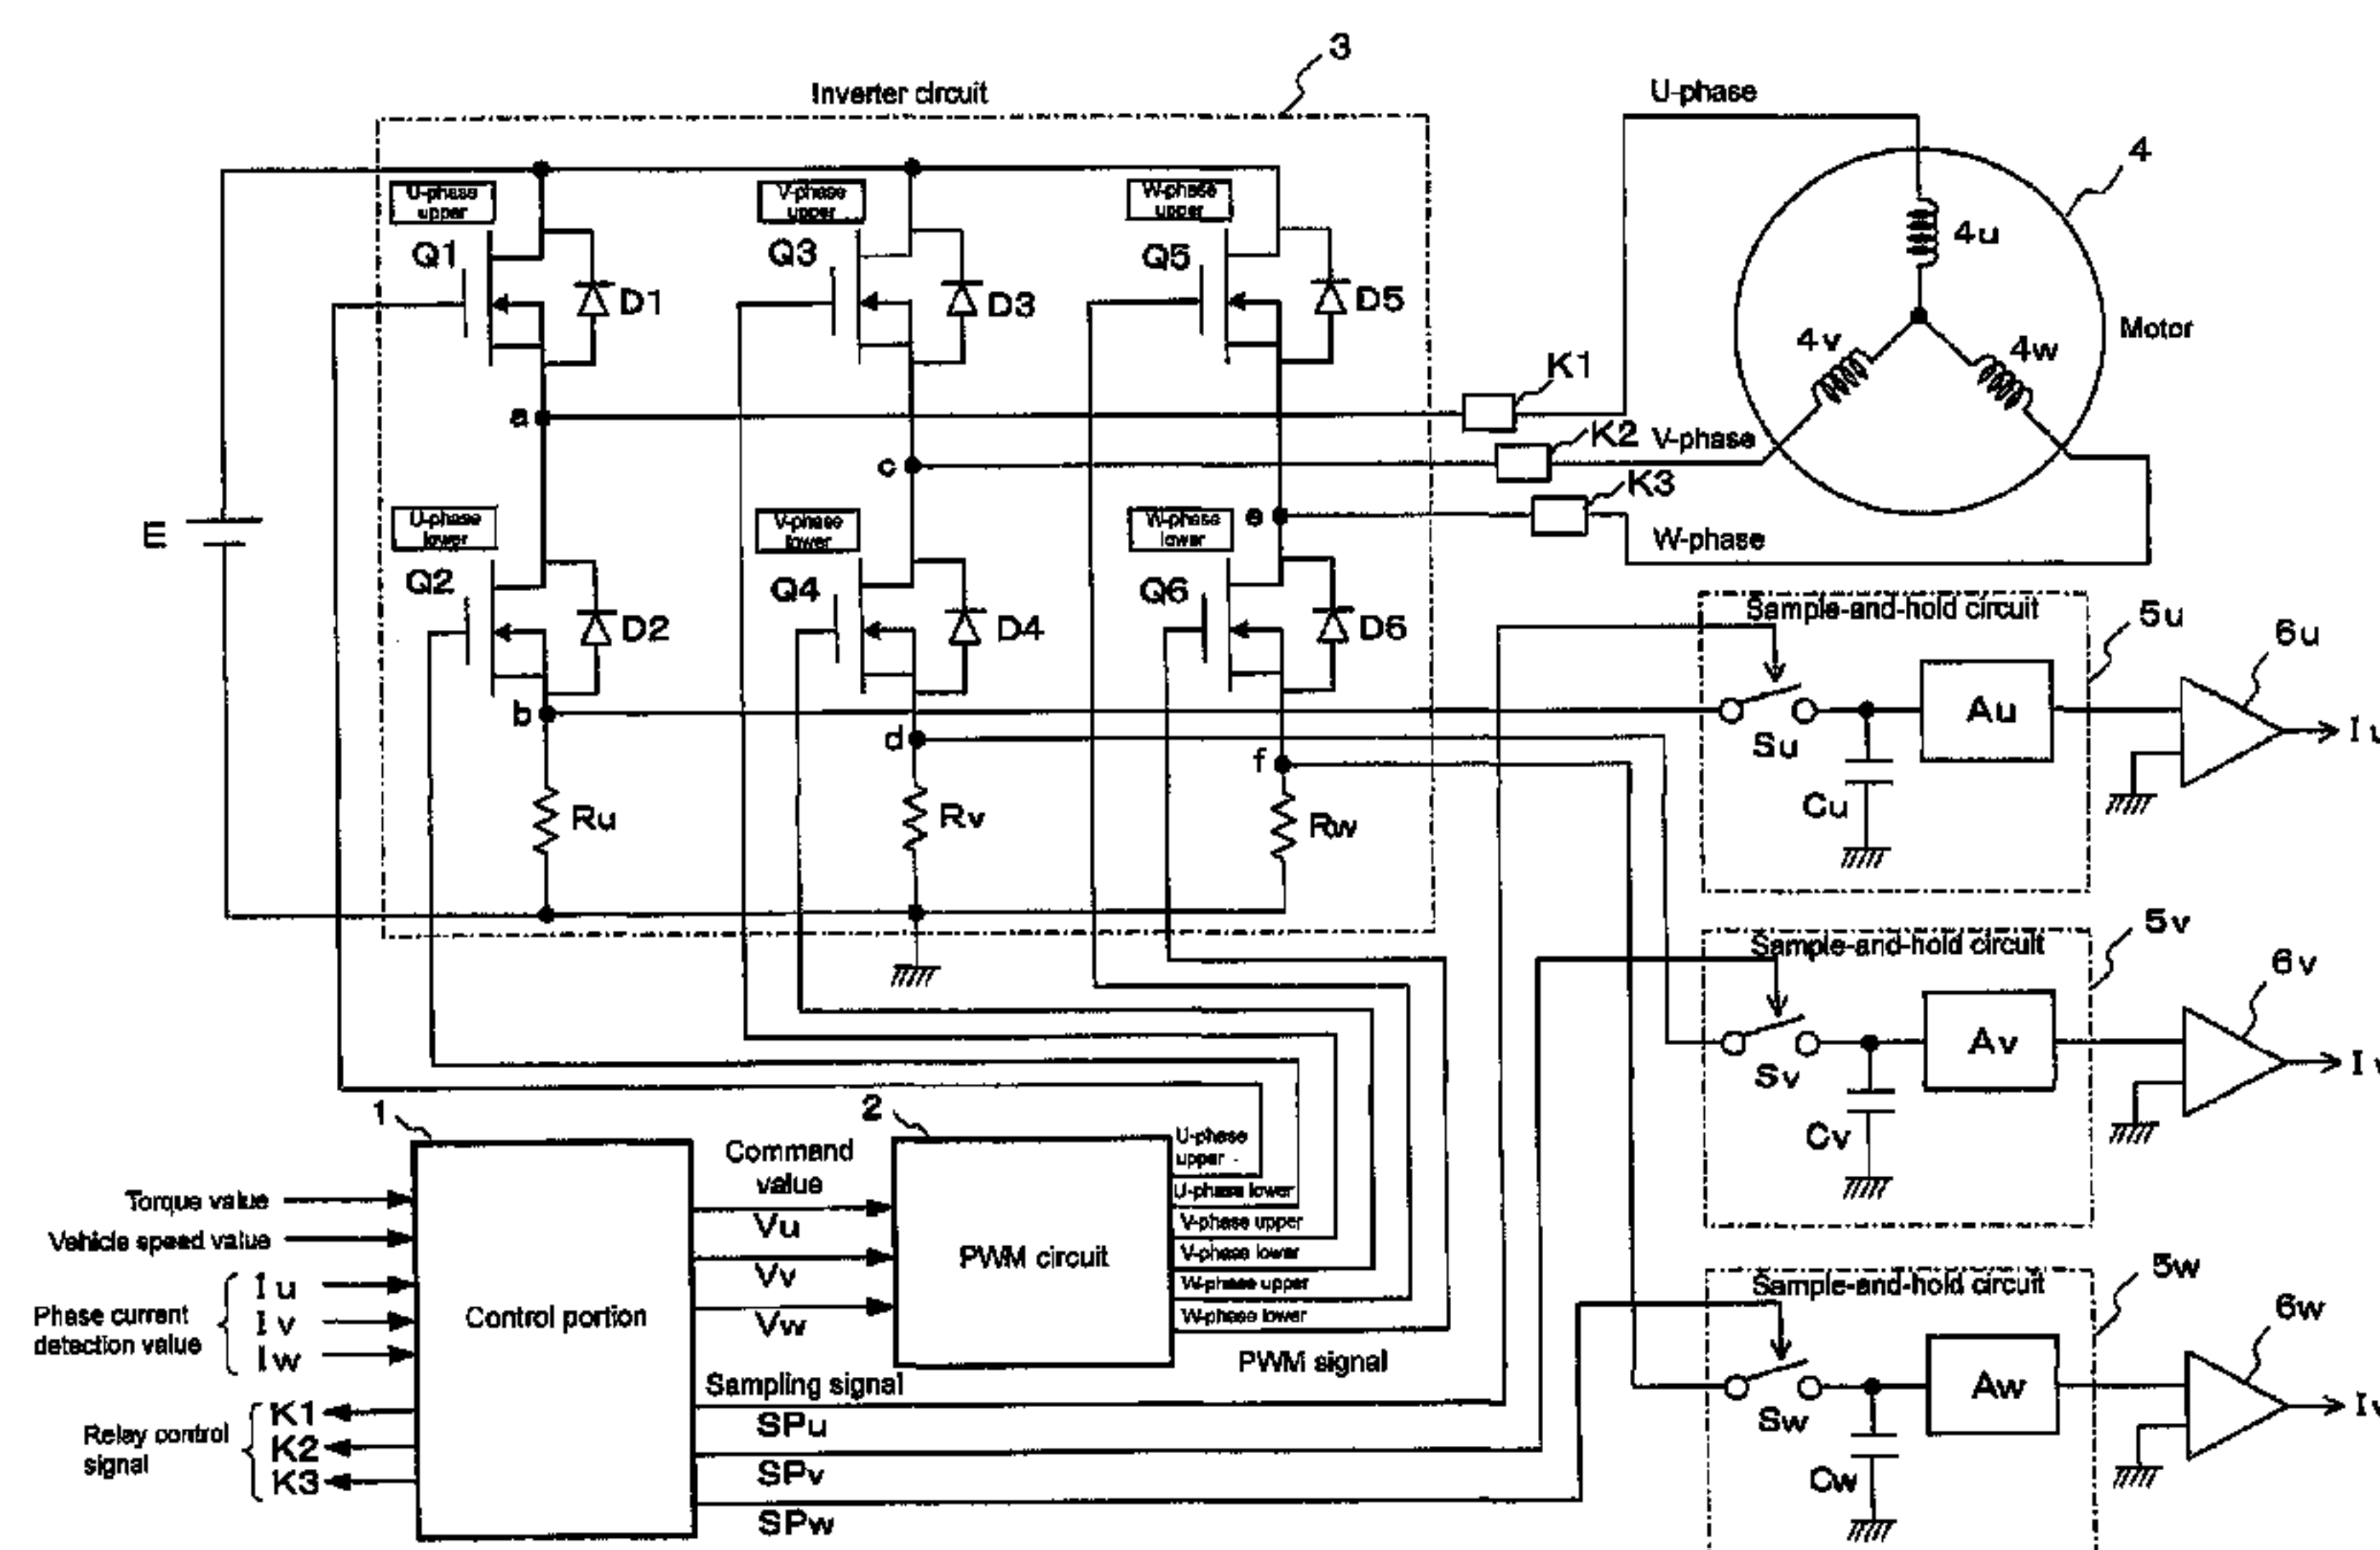 3
Inverter circuit
U-phase
4
U-phase
upper
V-phase
upper
W-phase
upper
Q1
Q3
Q5
4u
D1
D3
D5
4v
4w
Motor
K1
a
K2
V-phase
c
K3
e
E
U-phase
lower
V-phase
lower
W-phase
lower
W-phase
Q2
Q4
Q6
Sample-and-hold circuit
5u
6u
D2
D4
D6
b
Au
Iu
d
Su
f
Ru
Rv
Rw
Cu
Sample-and-hold circuit
5v
6v
Av
Iv
Sv
1
2
Cv
Command
value
U-phase
upper
Torque value
U-phase lower
Vu
V-phase upper
Vehicle speed value
V-phase lower
PWM circuit
Vv
W-phase upper
Sample-and-hold circuit
5w
Phase current
detection value
Iu
Iv
Iw
Control portion
Vw
W-phase lower
6w
PWM signal
Sampling signal
Aw
Relay control
signal
K1
K2
K3
SPu
Sw
SPv
Cw
SPw